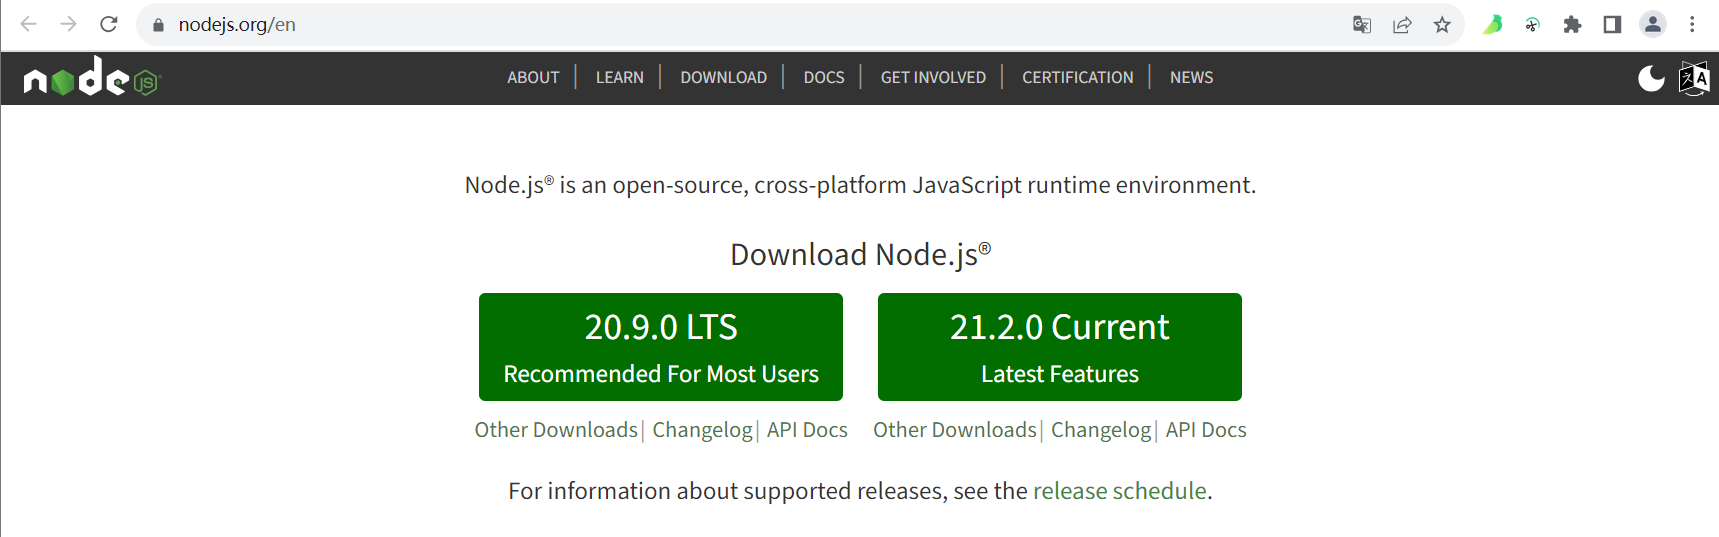 nodejs.org/en
node JS
ABOUT | LEARN | DOWNLOAD | DOCS | GET INVOLVED | CERTIFICATION | NEWS
Node.js® is an open-source, cross-platform JavaScript runtime environment.
Download Node.js®
20.9.0 LTS
Recommended For Most Users
21.2.0 Current
Latest Features
Other Downloads | Changelog | API Docs
Other Downloads | Changelog | API Docs
For information about supported releases, see the release schedule.